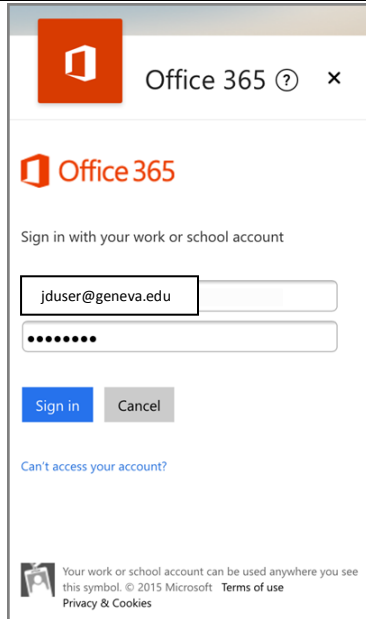 Office 365 ? ×
Office 365
Sign in with your work or school account
jduser@geneva.edu
●●●●●●●●
Sign in Cancel
Can't access your account?
Your work or school account can be used anywhere you see
this symbol. © 2015 Microsoft Terms of use
Privacy & Cookies